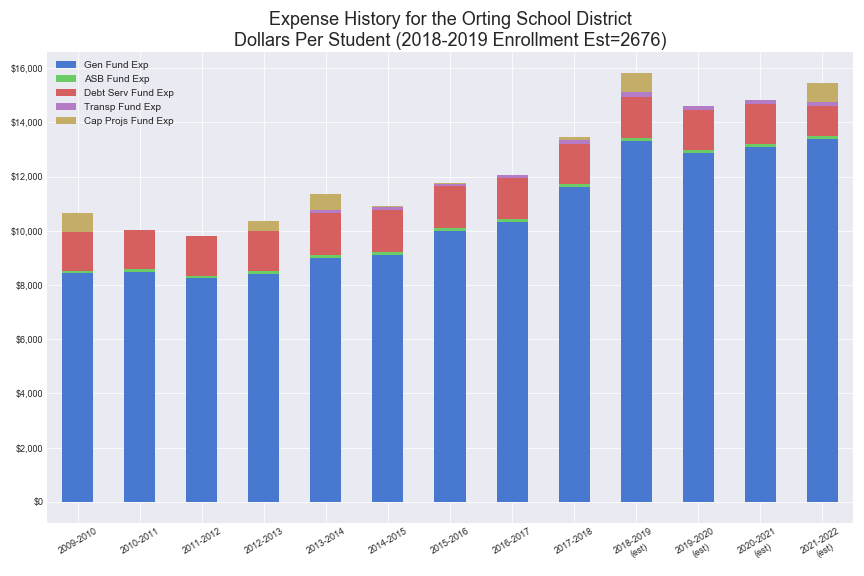 Expense History for the Orting School District
Dollars Per Student (2018-2019 Enrollment Est=2676)
Gen Fund Exp
ASB Fund Exp
Debt Serv Fund Exp
Transp Fund Exp
Cap Projs Fund Exp
$16,000
$14,000
$12,000
$10,000
$8,000
$6,000
$4,000
$2,000
$0
2009-2010
2010-2011
2011-2012
2012-2013
2013-2014
2014-2015
2015-2016
2016-2017
2017-2018
2018-2019
(est)
2019-2020
(est)
2020-2021
(est)
2021-2022
(est)